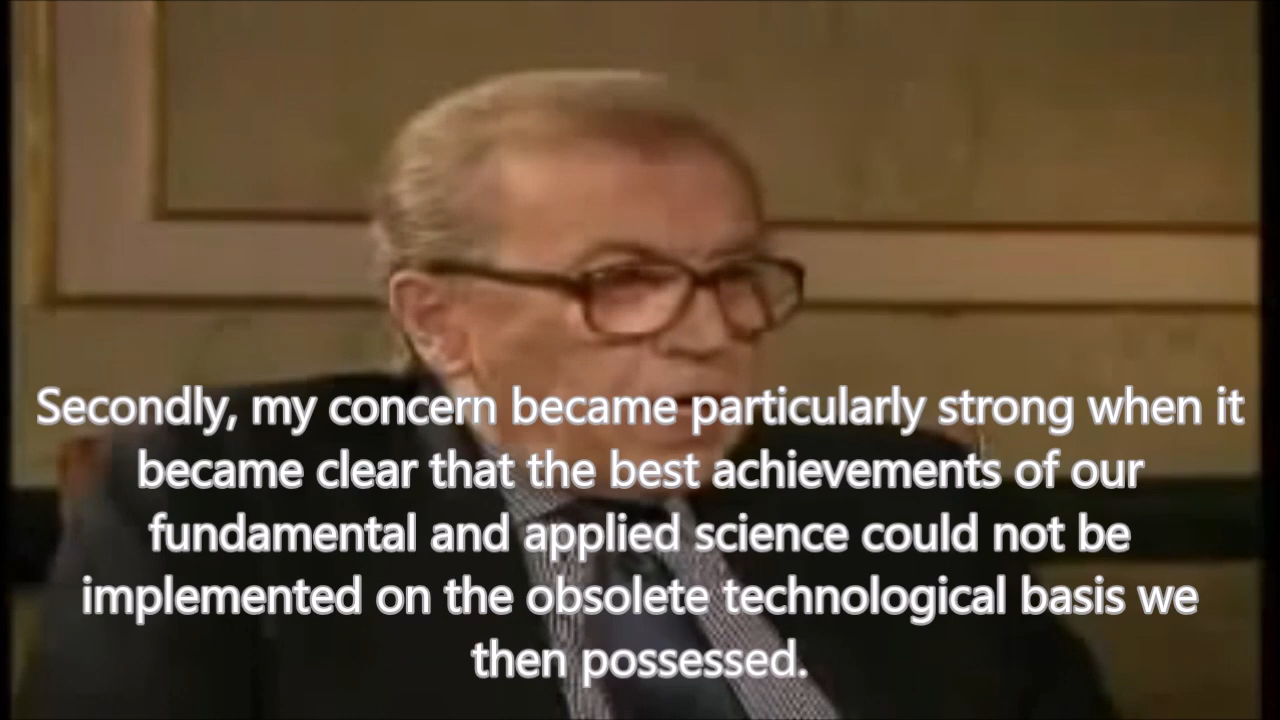 Secondly, my concern became particularly strong when it
became clear that the best achievements of our
fundamental and applied science could not be
implemented on the obsolete technological basis we
then possessed.